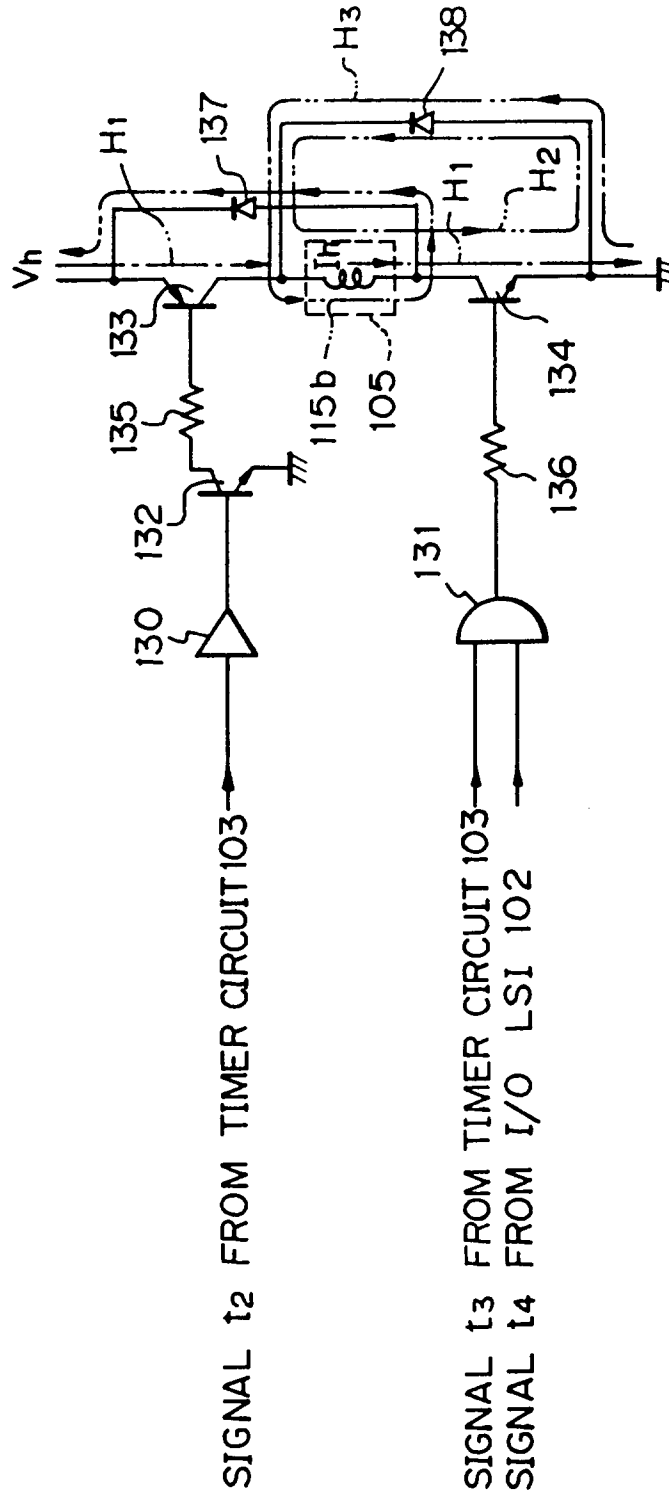 Vh
H1
133
137
H3
138
135
132
130
SIGNAL t2 FROM TIMER CIRCUIT 103
115b
105
H1
H2
134
136
131
SIGNAL t3 FROM TIMER CIRCUIT 103
SIGNAL t4 FROM I/O LSI 102